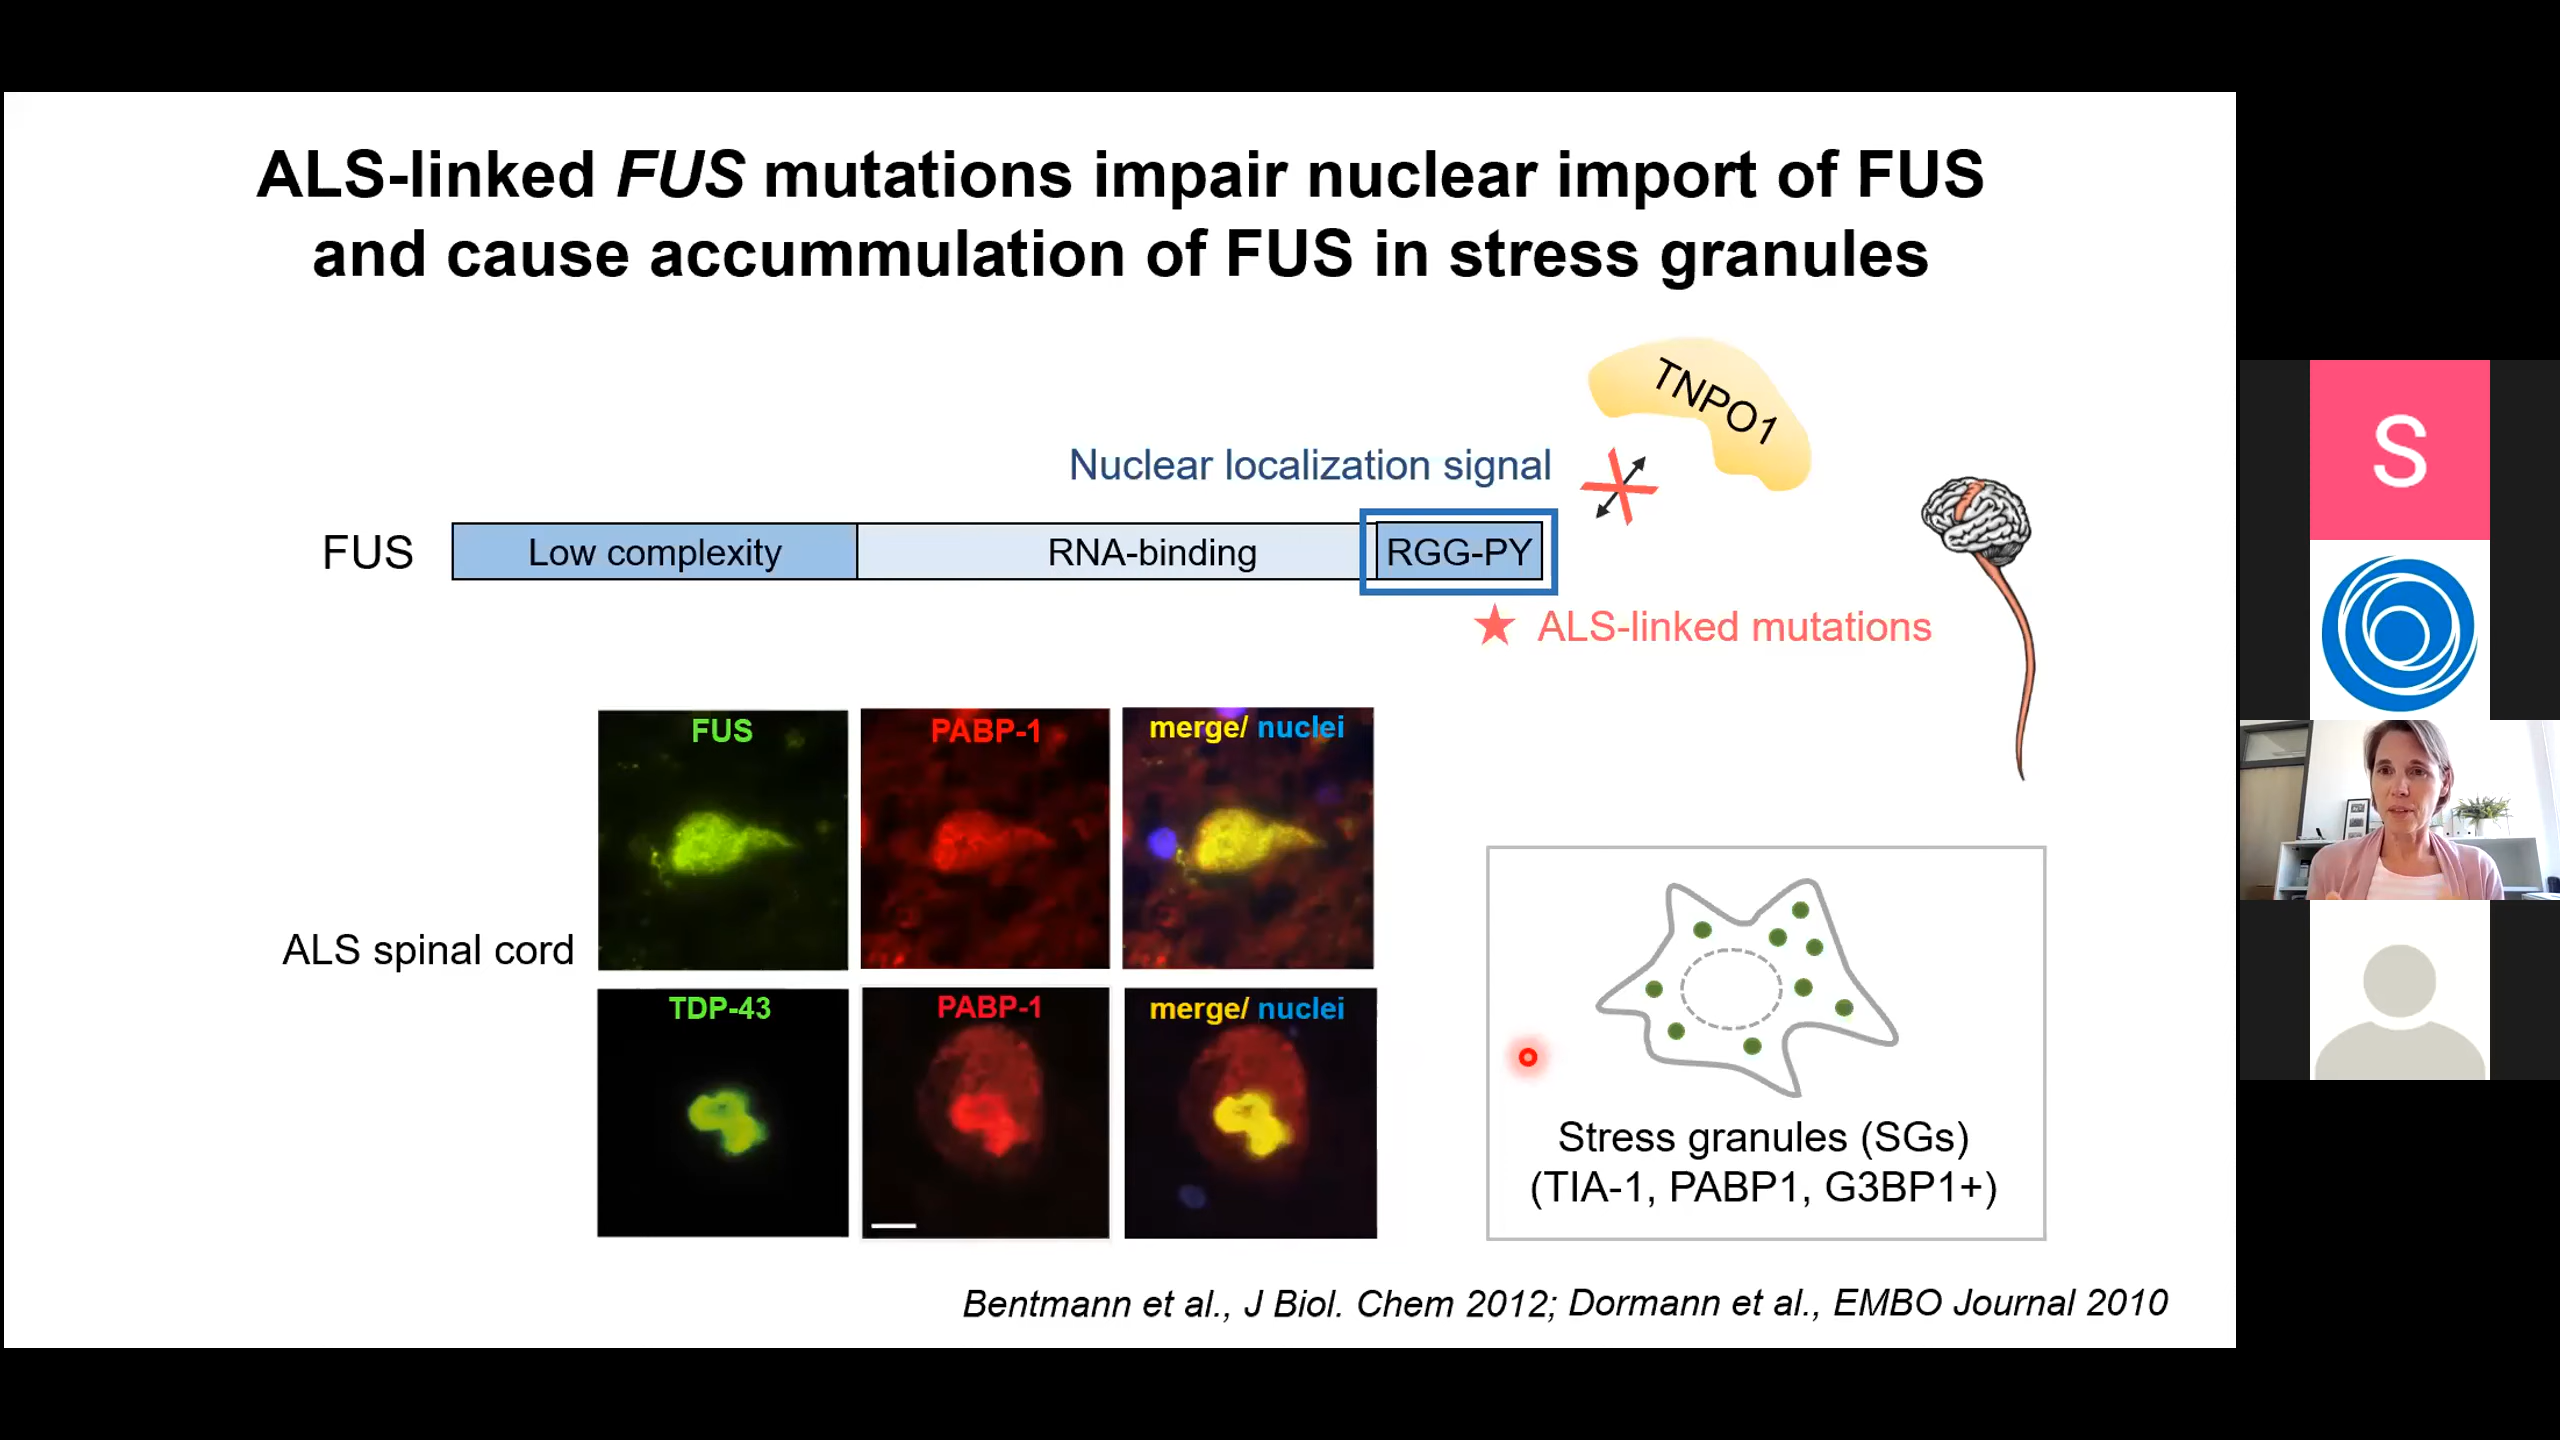 ALS-linked FUS mutations impair nuclear import of FUS
and cause accummulation of FUS in stress granules
TNPO1
Nuclear localization signal
FUS
Low complexity
RNA-binding
RGG-PY
ALS-linked mutations
ALS spinal cord
FUS
PABP-1
merge/ nuclei
TDP-43
PABP-1
merge/ nuclei
Stress granules (SGs)
(TIA-1, PABP1, G3BP1+)
Bentmann et al., J Biol. Chem 2012; Dormann et al., EMBO Journal 2010
S